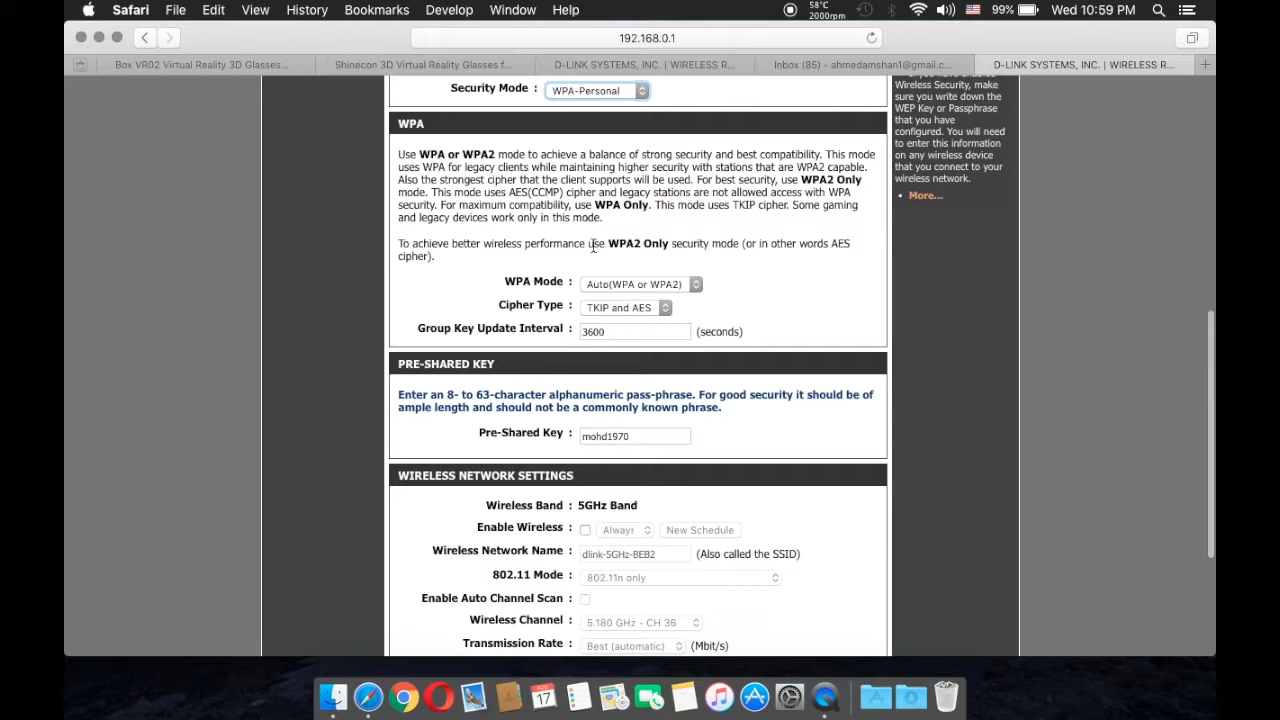 Safari File Edit View History Bookmarks Develop Window Help 58°C 2000rpm 99% Wed 10:59 PM
192.168.0.1
Box VR02 Virtual Reality 3D Glasses... Shinecon 3D Virtual Reality Glasses f... D-LINK SYSTEMS, INC. | WIRELESS R... Inbox (85) - ahmedamshan1@gmail.c... D-LINK SYSTEMS, INC. | WIRELESS R...
Security Mode : WPA-Personal
WPA
Use WPA or WPA2 mode to achieve a balance of strong security and best compatibility. This mode
uses WPA for legacy clients while maintaining higher security with stations that are WPA2 capable.
Also the strongest cipher that the client supports will be used. For best security, use WPA2 Only
mode. This mode uses AES(CCMP) cipher and legacy stations are not allowed access with WPA
security. For maximum compatibility, use WPA Only. This mode uses TKIP cipher. Some gaming
and legacy devices work only in this mode.
To achieve better wireless performance use WPA2 Only security mode (or in other words AES
cipher).
WPA Mode : Auto(WPA or WPA2)
Cipher Type : TKIP and AES
Group Key Update Interval : 3600 (seconds)
PRE-SHARED KEY
Enter an 8- to 63-character alphanumeric pass-phrase. For good security it should be of
ample length and should not be a commonly known phrase.
Pre-Shared Key : mohd1970
WIRELESS NETWORK SETTINGS
Wireless Band : 5GHz Band
Enable Wireless : Always New Schedule
Wireless Network Name : dlink-5GHz-BEB2 (Also called the SSID)
802.11 Mode : 802.11n only
Enable Auto Channel Scan :
Wireless Channel : 5.180 GHz - CH 36
Transmission Rate : Best (automatic) (Mbit/s)
Wireless Security, make
sure you write down the
WEP Key or Passphrase
that you have
configured. You will need
to enter this information
on any wireless device
that you connect to your
wireless network.
• More...
17